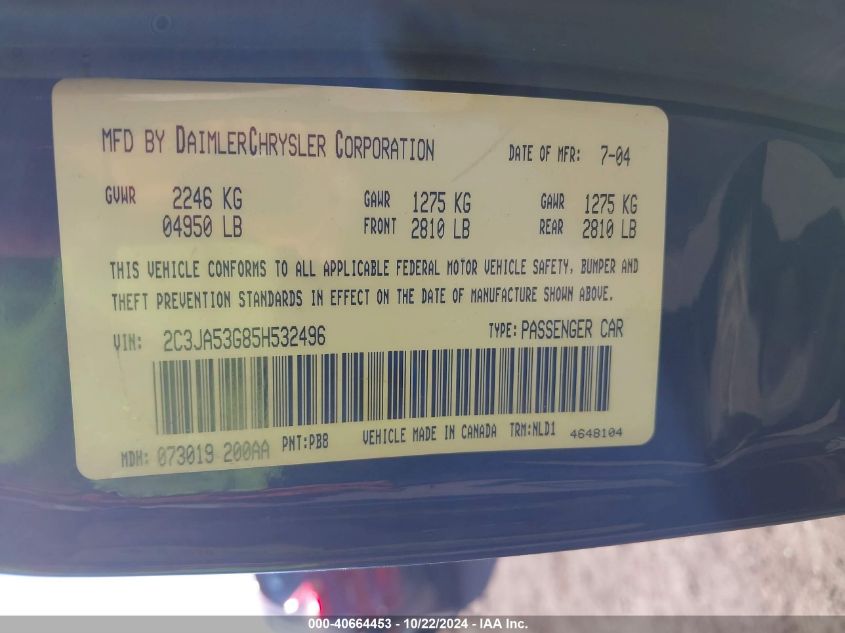 MFD BY DAIMLERCHRYSLER CORPORATION DATE OF MFR: 7-04
GVWR 2246 KG GAWR 1275 KG GAWR 1275 KG
04950 LB FRONT 2810 LB REAR 2810 LB
THIS VEHICLE CONFORMS TO ALL APPLICABLE FEDERAL MOTOR VEHICLE SAFETY, BUMPER AND
THEFT PREVENTION STANDARDS IN EFFECT ON THE DATE OF MANUFACTURE SHOWN ABOVE.
VIN: 2C3JA53G85H532496 TYPE: PASSENGER CAR
MDH: 073019 200AA PNT:PB8 VEHICLE MADE IN CANADA TRM:NLD1 4648104
000-40664453 - 10/22/2024 - IAA Inc.